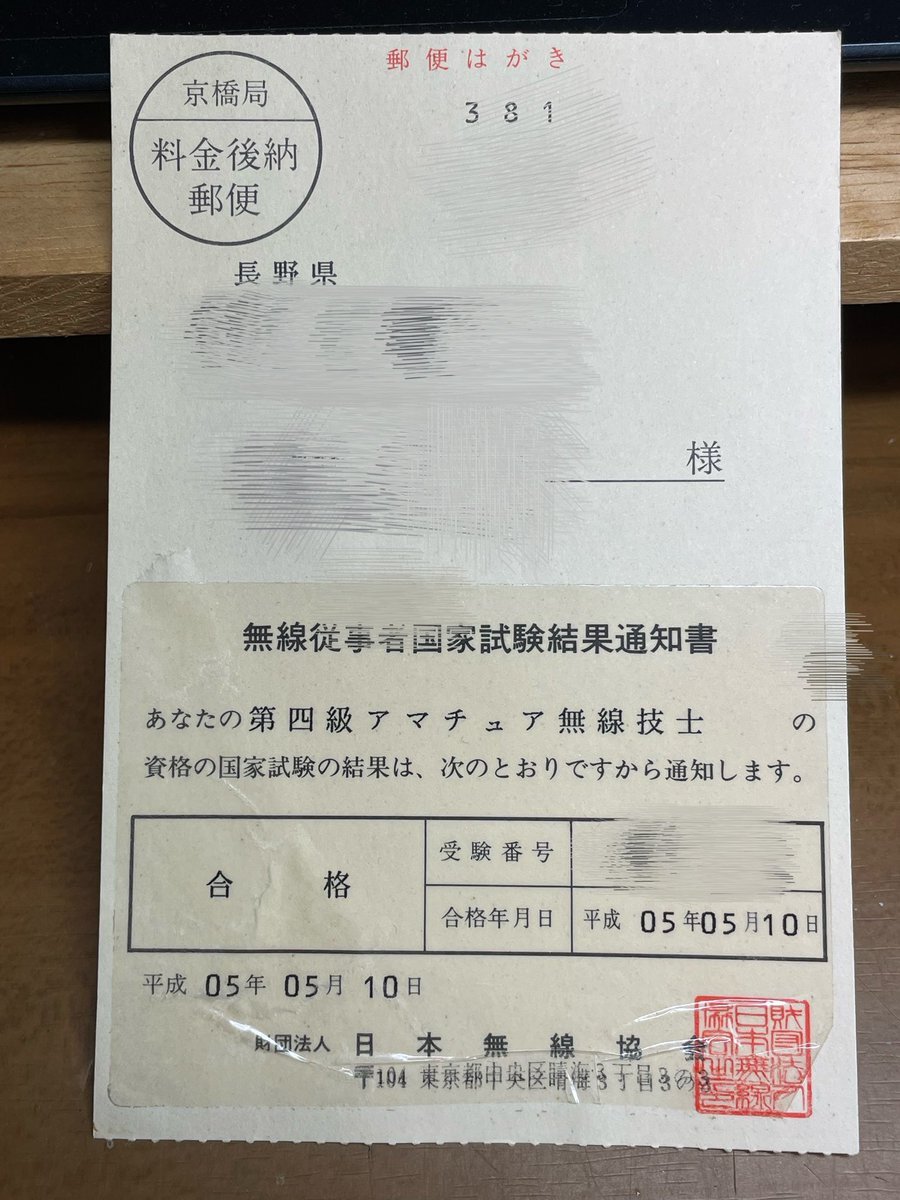 郵便はがき
京橋局
料金後納
郵便
381
長野県
様
無線従事者国家試験結果通知書
あなたの第四級アマチュア無線技士 の
資格の国家試験の結果は、次のとおりですから通知します。
合格
受験番号
合格年月日 平成 05年05月10日
平成 05年 05月 10日
財団法人 日本無線協会
〒104 東京都中央区晴海3丁目3の3